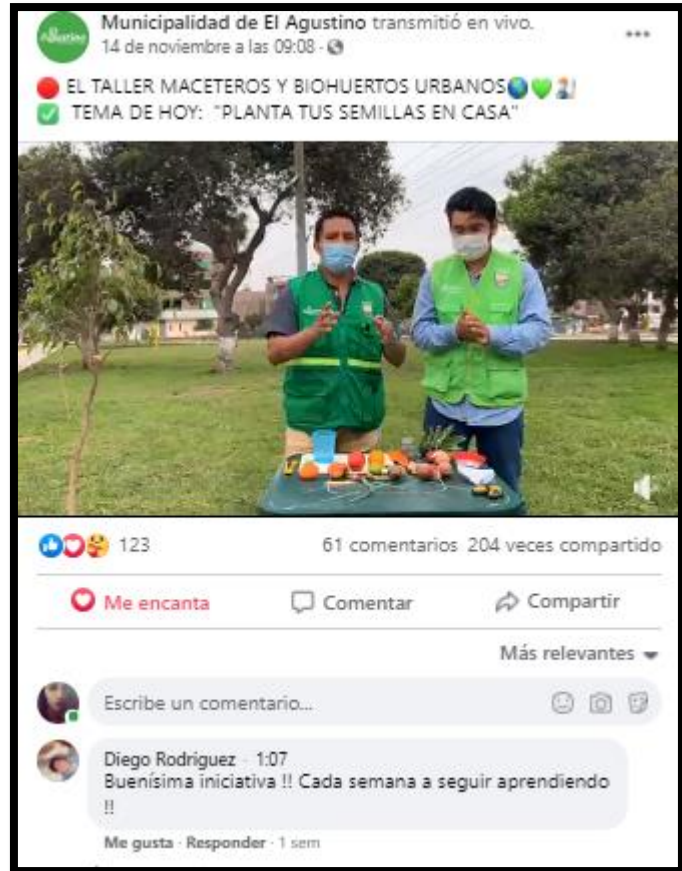 Agustino
Municipalidad de El Agustino transmitió en vivo.
14 de noviembre a las 09:08 ·
EL TALLER MACETEROS Y BIOHUERTOS URBANOS
TEMA DE HOY: "PLANTA TUS SEMILLAS EN CASA"
123 61 comentarios 204 veces compartido
Me encanta Comentar Compartir
Más relevantes
Escribe un comentario...
Diego Rodriguez · 1:07
Buenísima iniciativa !! Cada semana a seguir aprendiendo
!!
Me gusta · Responder · 1 sem